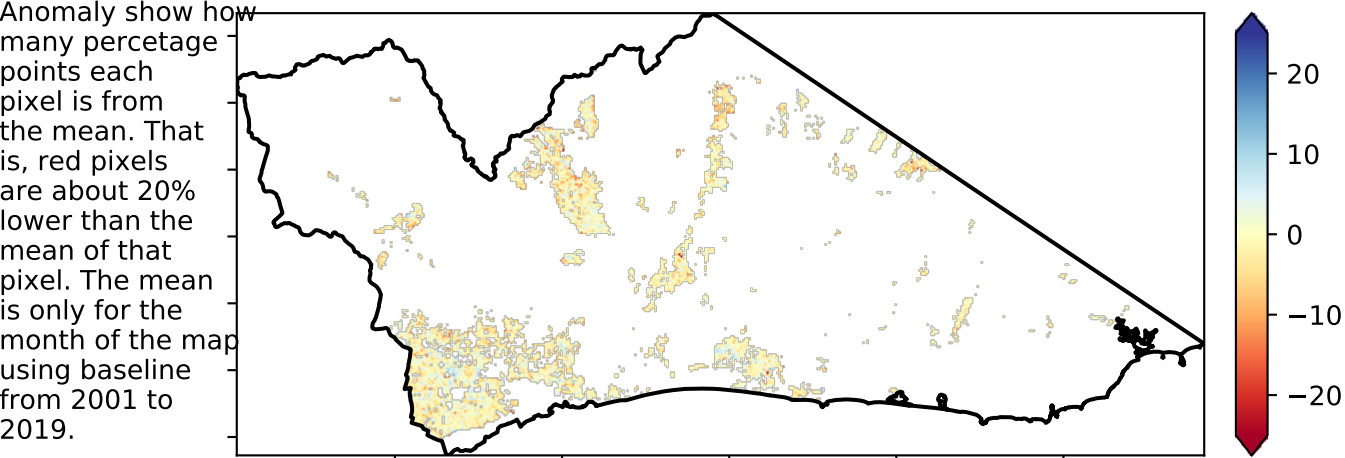 Anomaly show how
many percetage
points each
pixel is from
the mean. That
is, red pixels
are about 20%
lower than the
mean of that
pixel. The mean
is only for the
month of the map
using baseline
from 2001 to
2019.
20
10
0
−10
−20